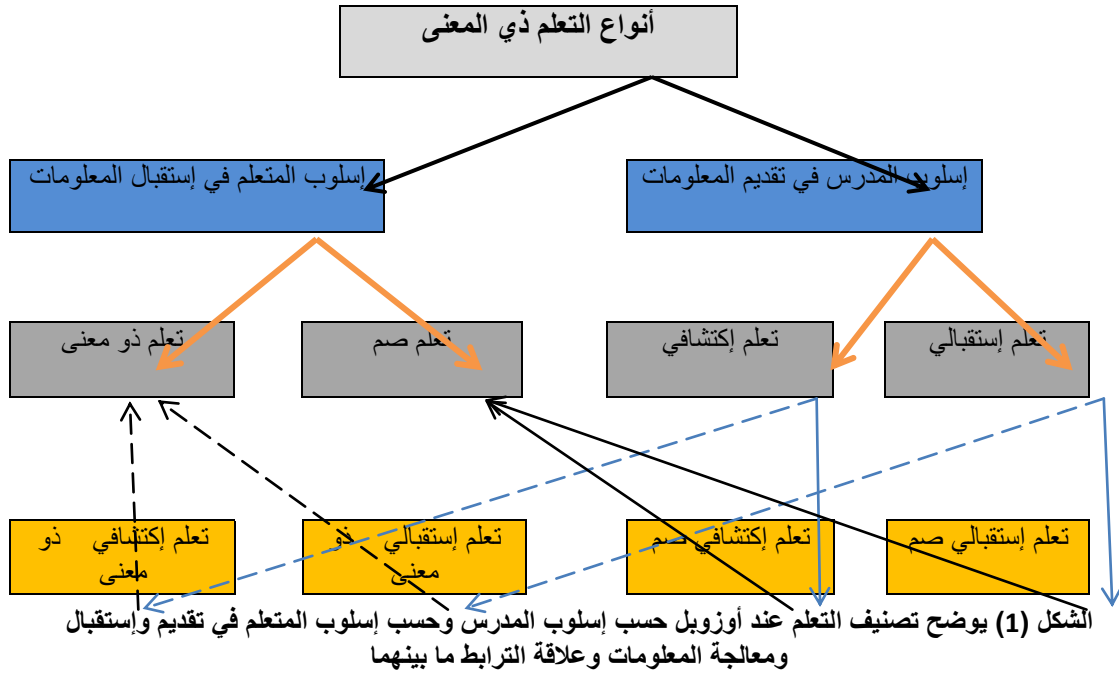 أنواع التعلم ذي المعنى
إسلوب المدرس في تقديم المعلومات
إسلوب المتعلم في إستقبال المعلومات
تعلم إستقبالي
تعلم إكتشافي
تعلم صم
تعلم ذو معنى
تعلم إستقبالي صم
تعلم إكتشافي صم
تعلم إستقبالي ذو
معنى
تعلم إكتشافي ذو
معنى
الشكل (1) يوضح تصنيف التعلم عند أوزوبل حسب إسلوب المدرس وحسب إسلوب المتعلم في تقديم وإستقبال
ومعالجة المعلومات وعلاقة الترابط ما بينهما